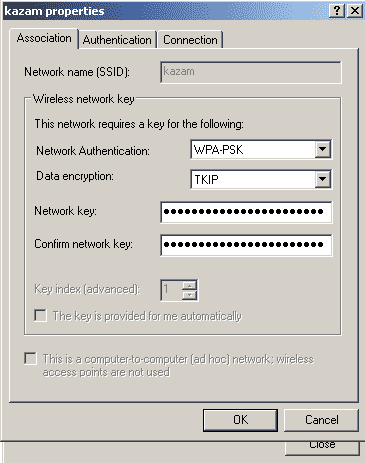 kazam properties
Association
Authentication
Connection
Network name (SSID):
kazam
Wireless network key
This network requires a key for the following:
Network Authentication:
WPA-PSK
Data encryption:
TKIP
Network key:
●●●●●●●●●●●●●●●●●●●●●●●
Confirm network key:
●●●●●●●●●●●●●●●●●●●●●●●
Key index (advanced):
1
The key is provided for me automatically
This is a computer-to-computer (ad hoc) network; wireless
access points are not used
OK
Cancel
Close